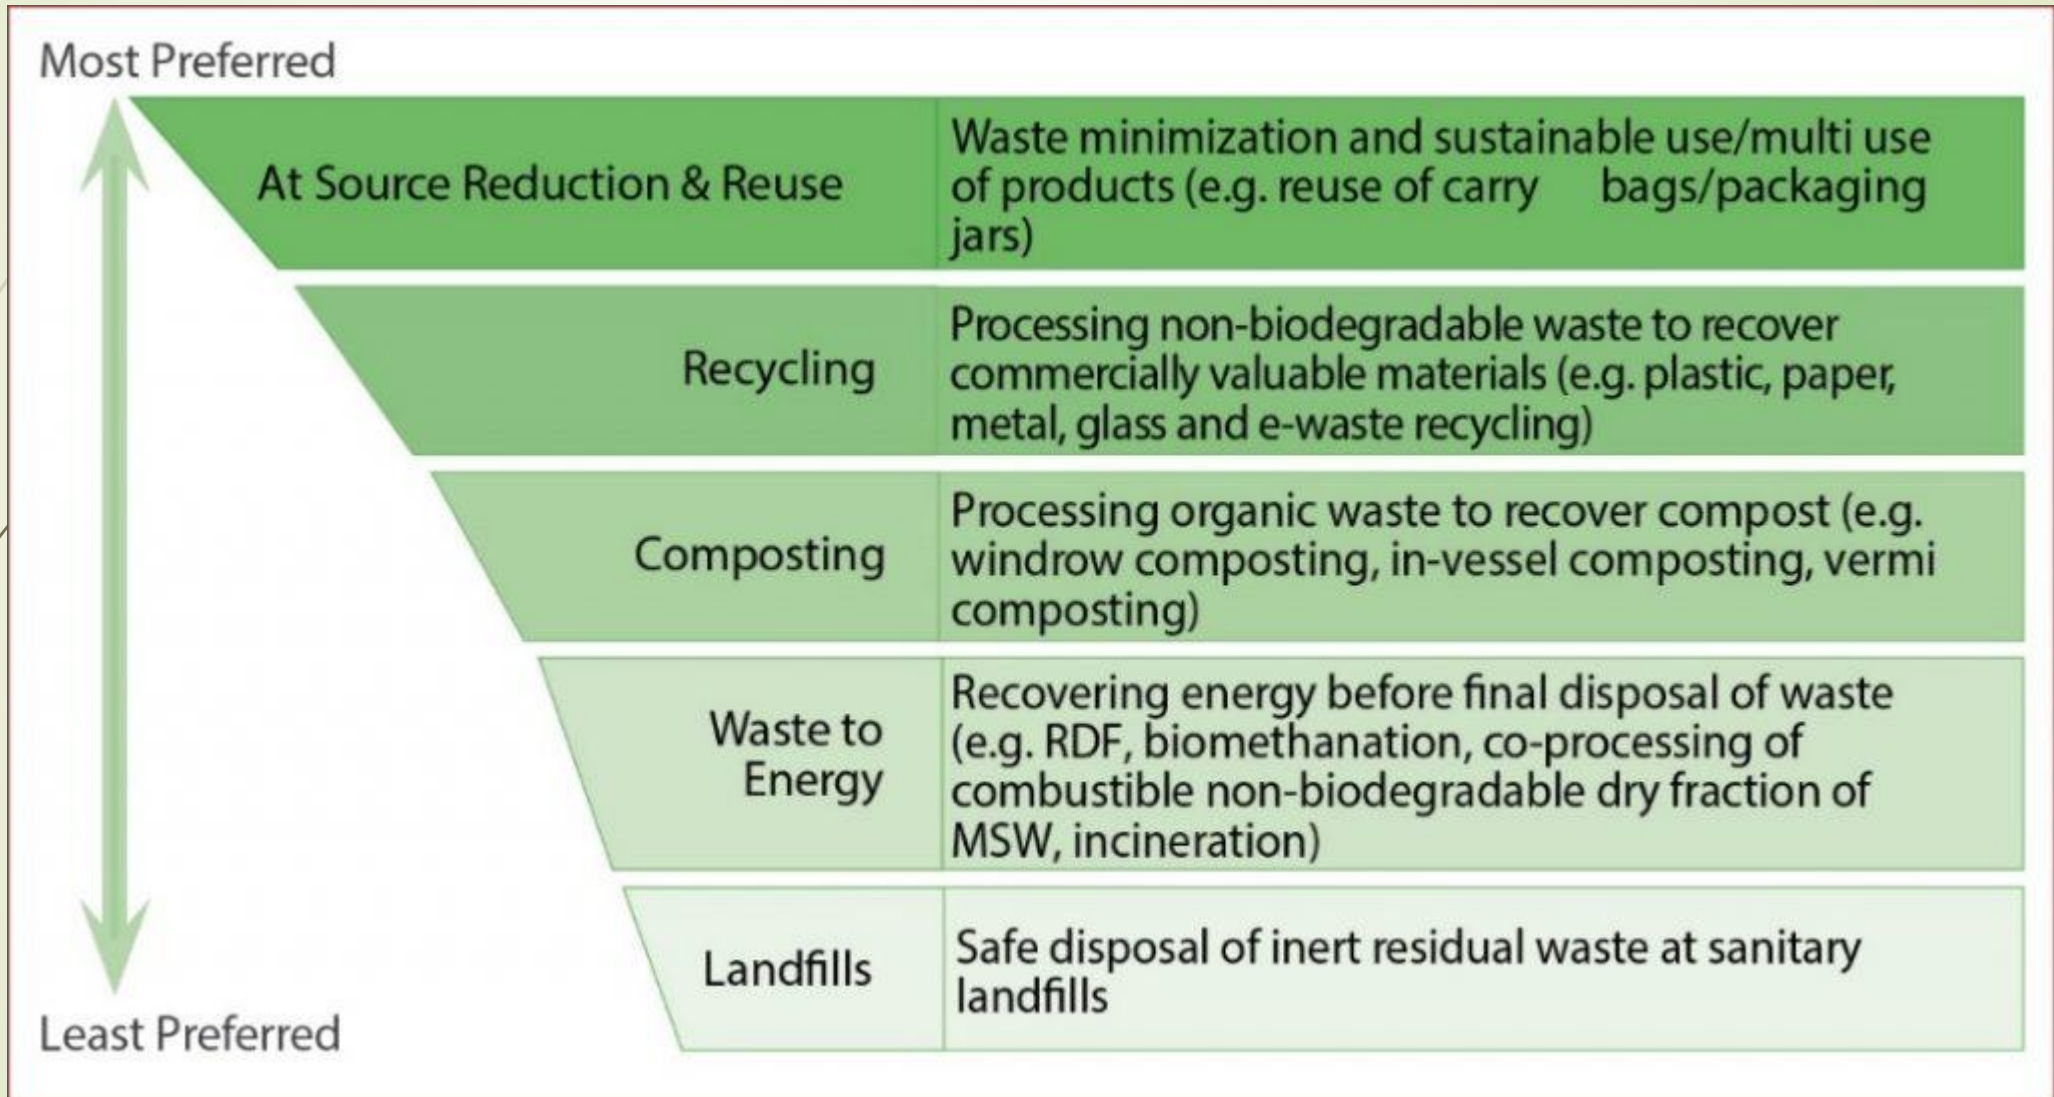 Most Preferred
At Source Reduction & Reuse
Waste minimization and sustainable use/multi use
of products (e.g. reuse of carry bags/packaging
jars)
Recycling
Processing non-biodegradable waste to recover
commercially valuable materials (e.g. plastic, paper,
metal, glass and e-waste recycling)
Composting
Processing organic waste to recover compost (e.g.
windrow composting, in-vessel composting, vermi
composting)
Waste to
Energy
Recovering energy before final disposal of waste
(e.g. RDF, biomethanation, co-processing of
combustible non-biodegradable dry fraction of
MSW, incineration)
Landfills
Safe disposal of inert residual waste at sanitary
landfills
Least Preferred